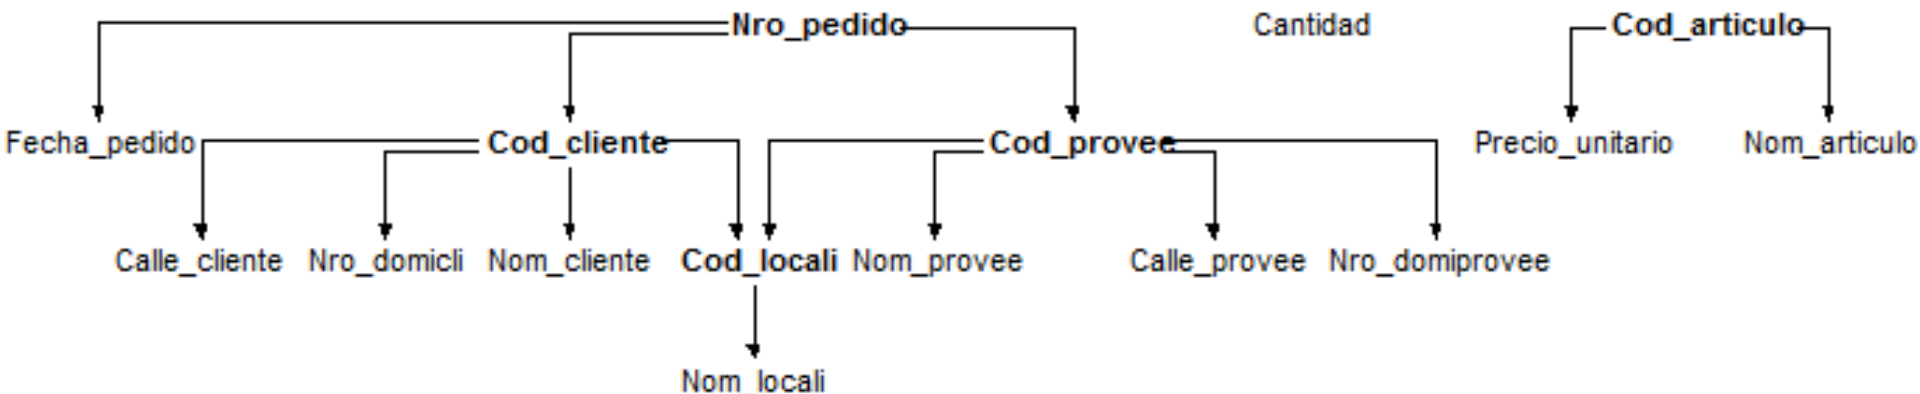 Nro_pedido Cantidad Cod_articulo
Fecha_pedido Cod_cliente Cod_provee Precio_unitario Nom_articulo
Calle_cliente Nro_domicli Nom_cliente Cod_locali Nom_provee Calle_provee Nro_domiprovee
Nom_locali